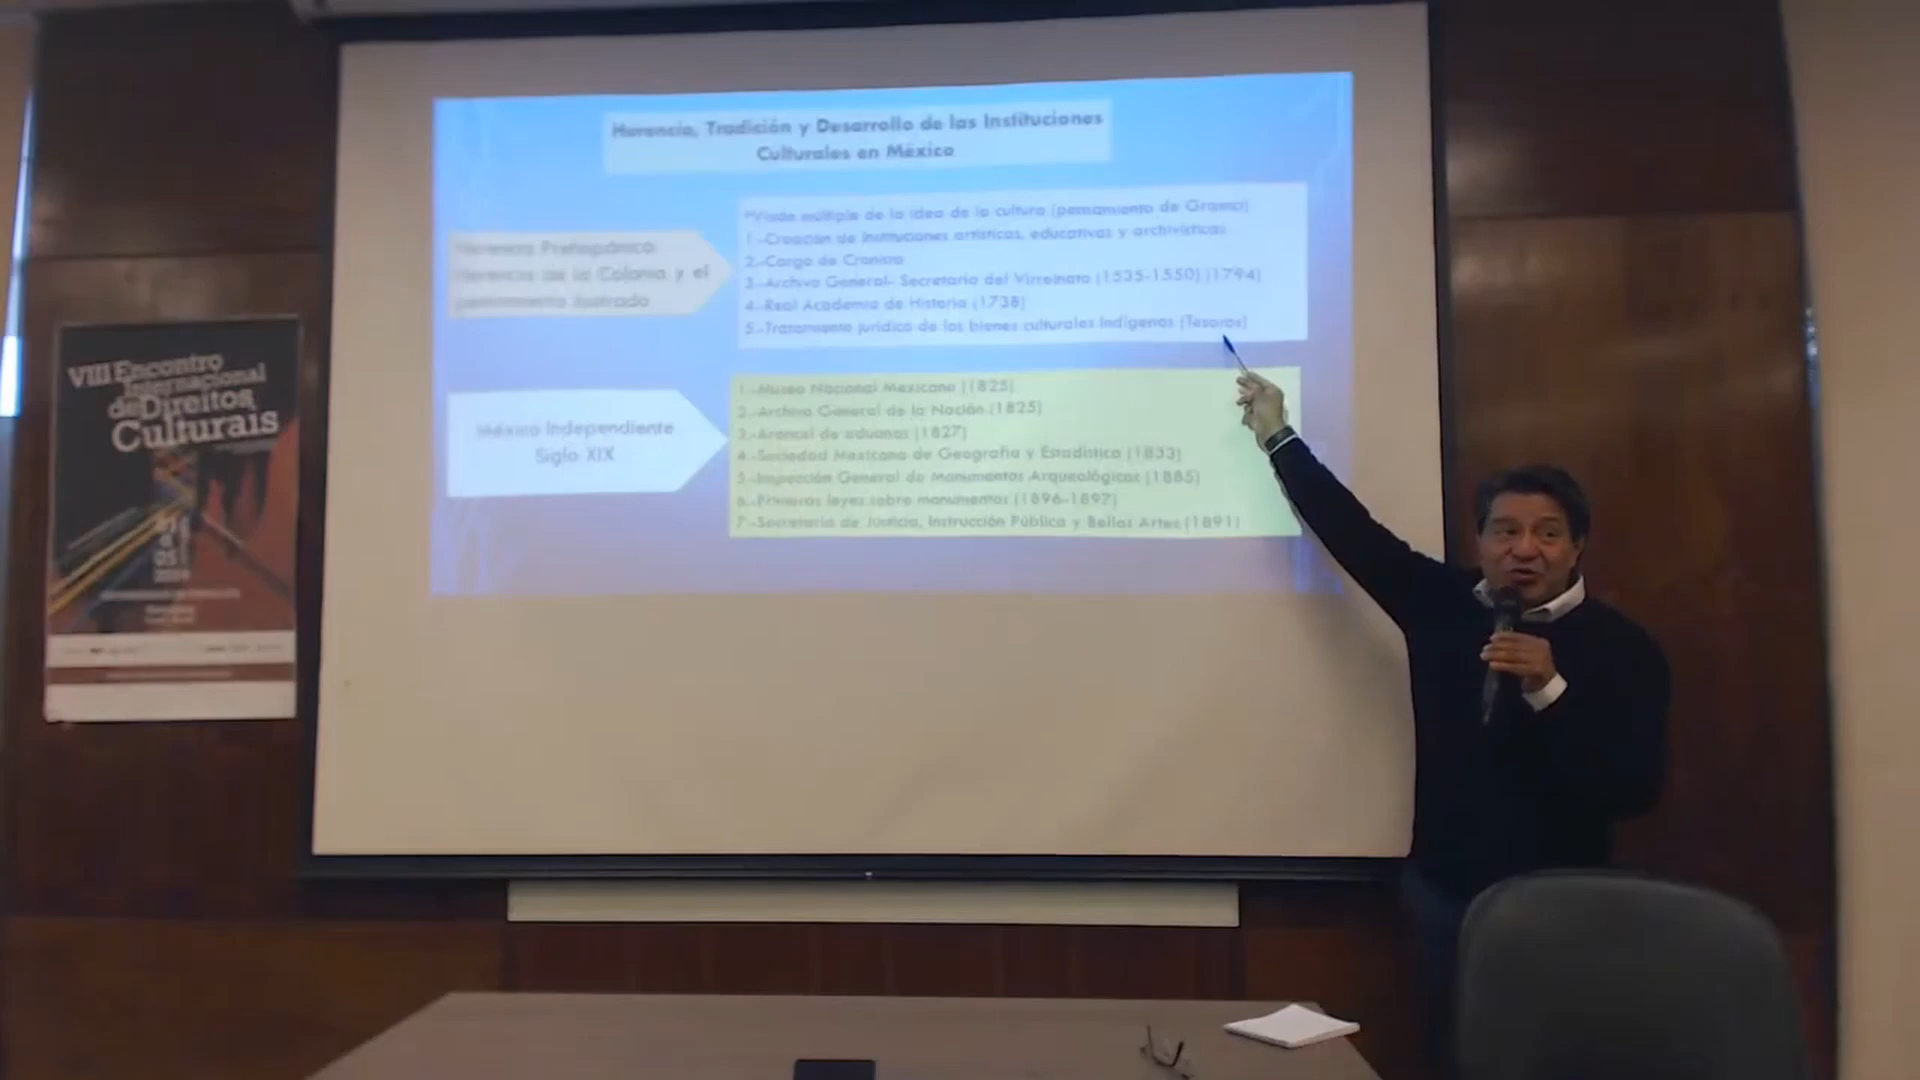 Herencia, Tradición y Desarrollo de las Instituciones
Culturales en México
Herencia Prehispánica
Herencia de la Colonia y el
pensamiento ilustrado
múltiple de la idea de la cultura (pensamiento de
1.-Creación de Instituciones artísticas, educativas y archivísticas
2.-Cargo de Cronista
3.-Archivo General- Secretaría del Virreinato (1535-1550) (1794)
4.-Real Academia de Historia (1738)
5.-Tratamiento jurídico de los bienes culturales Indígenas (Tesoros)
México Independiente
Siglo XIX
1.-Museo Nacional Mexicano (1825)
2.-Archivo General de la Nación (1825)
3.-Arancel de aduanas (1827)
4.-Sociedad Mexicana de Geografía y Estadística (1833)
5.-Inspección General de Monumentos Arqueológicos (1885)
6.-Primeras leyes sobre monumentos (1896-1897)
7.-Secretaría de Justicia, Instrucción Pública y Bellas Artes (1891)
VIII Encontro
Internacional
de Direitos
Culturais